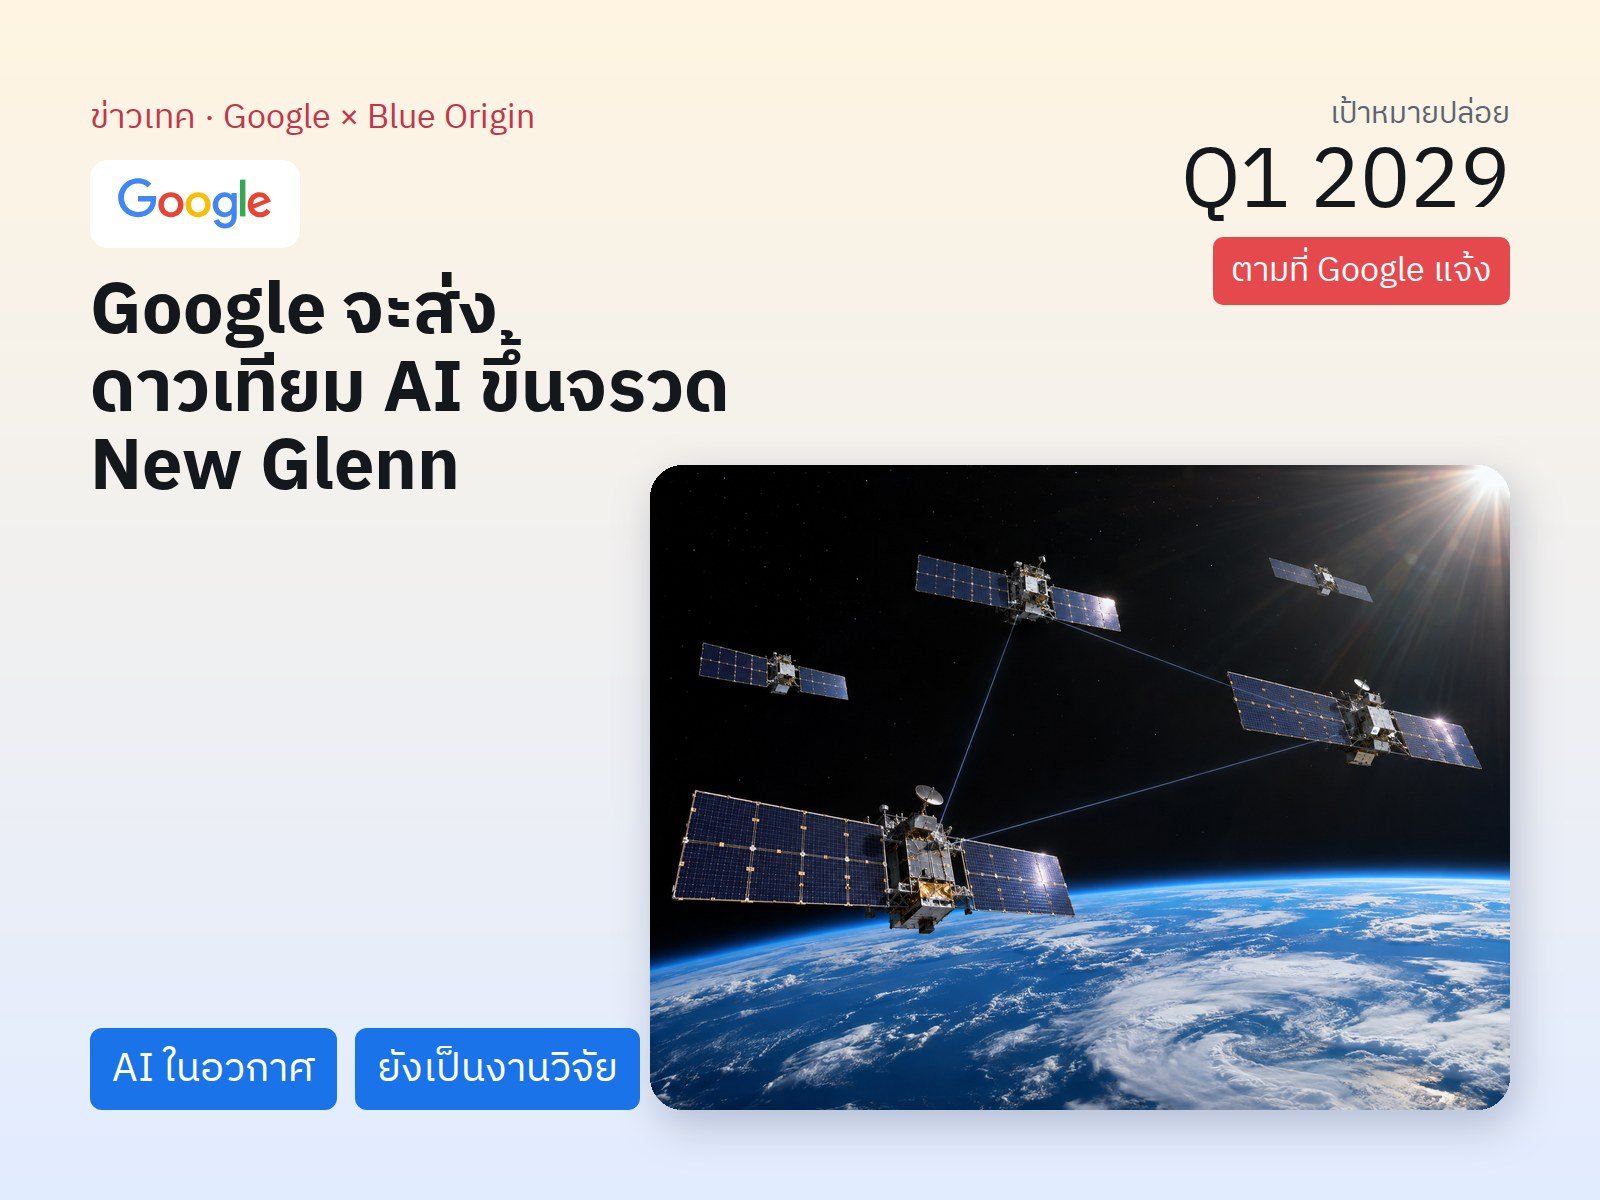 ข่าวเทค · Google × Blue Origin
Google
Google จะส่ง
ดาวเทียม AI ขึ้นจรวด
New Glenn
เป้าหมายปล่อย
Q1 2029
ตามที่ Google แจ้ง
AI ในอวกาศ
ยังเป็นงานวิจัย